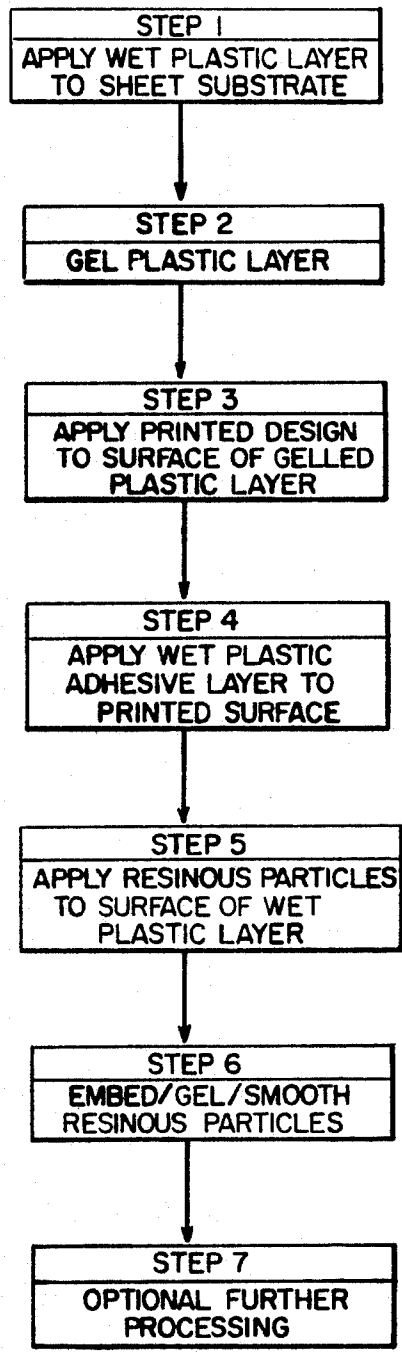 STEP 1
APPLY WET PLASTIC LAYER
TO SHEET SUBSTRATE
STEP 2
GEL PLASTIC LAYER
STEP 3
APPLY PRINTED DESIGN
TO SURFACE OF GELLED
PLASTIC LAYER
STEP 4
APPLY WET PLASTIC
ADHESIVE LAYER TO
PRINTED SURFACE
STEP 5
APPLY RESINOUS PARTICLES
TO SURFACE OF WET
PLASTIC LAYER
STEP 6
EMBED/GEL/SMOOTH
RESINOUS PARTICLES
STEP 7
OPTIONAL FURTHER
PROCESSING